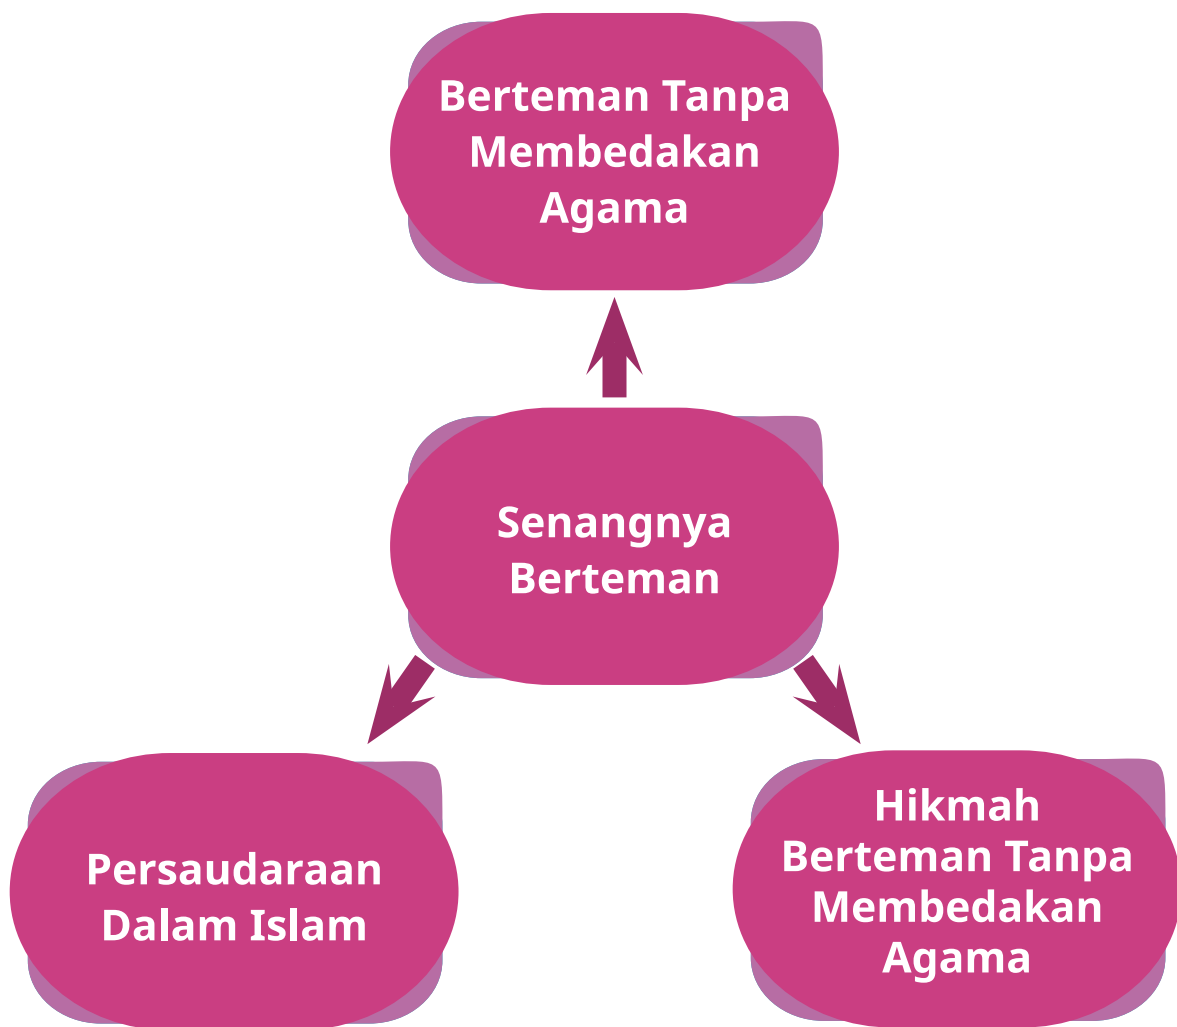 Berteman Tanpa
Membedakan
Agama
Senangnya
Berteman
Persaudaraan
Dalam Islam
Hikmah
Berteman Tanpa
Membedakan
Agama